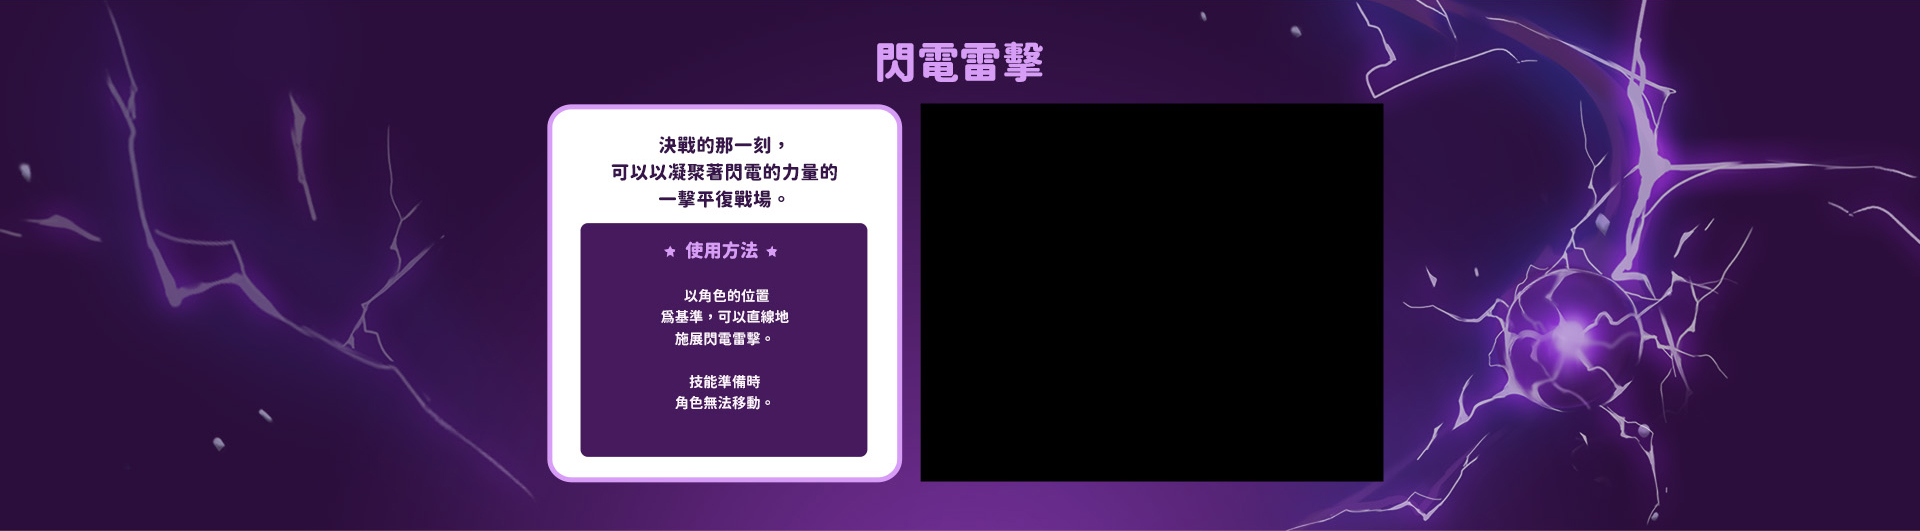 閃電雷擊
決戰的那一刻，
可以以凝聚著閃電的力量的
一擊平復戰場。
★ 使用方法 ★
以角色的位置
爲基準，可以直線地
施展閃電雷擊。
技能準備時
角色無法移動。